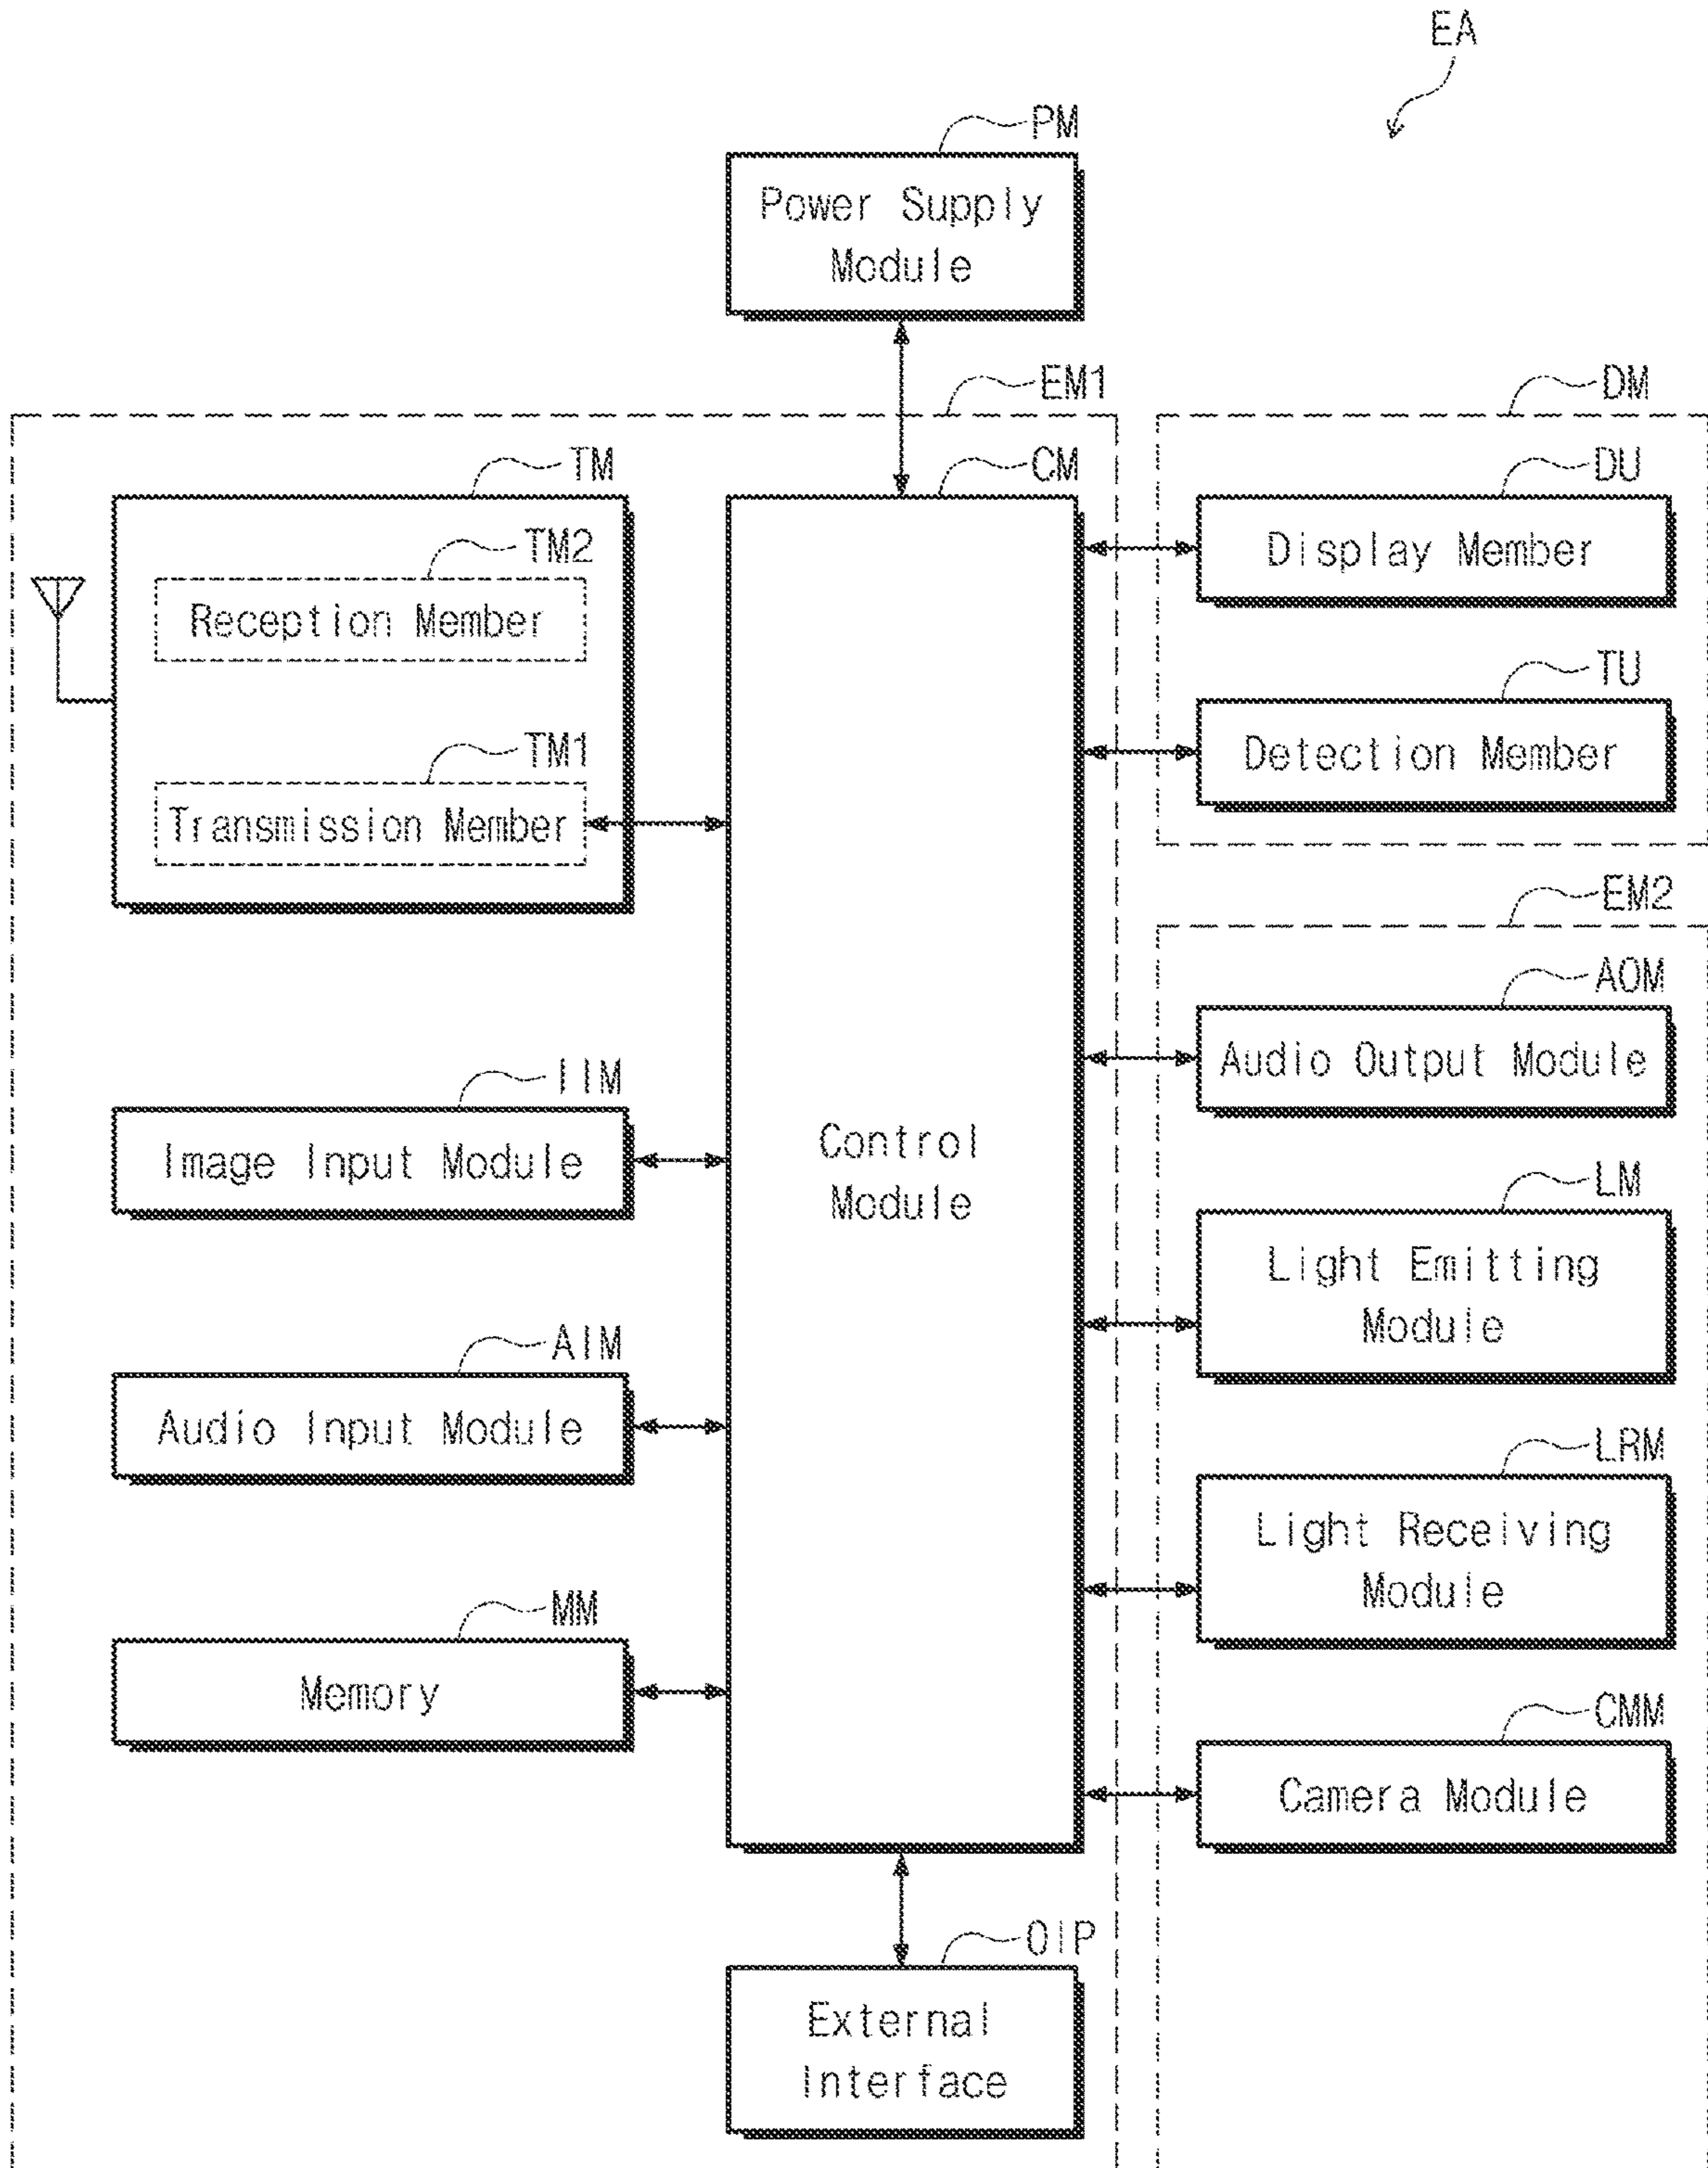 EA
PM
Power Supply
Module
EM1
DM
TM
CM
DU
TM2
Display Member
Reception Member
TU
TM1
Detection Member
Transmission Member
EM2
AOM
Audio Output Module
IIM
Image Input Module
Control
Module
LM
Light Emitting
Module
AIM
Audio Input Module
LRM
Light Receiving
Module
MM
Memory
CMM
Camera Module
OIP
External
Interface